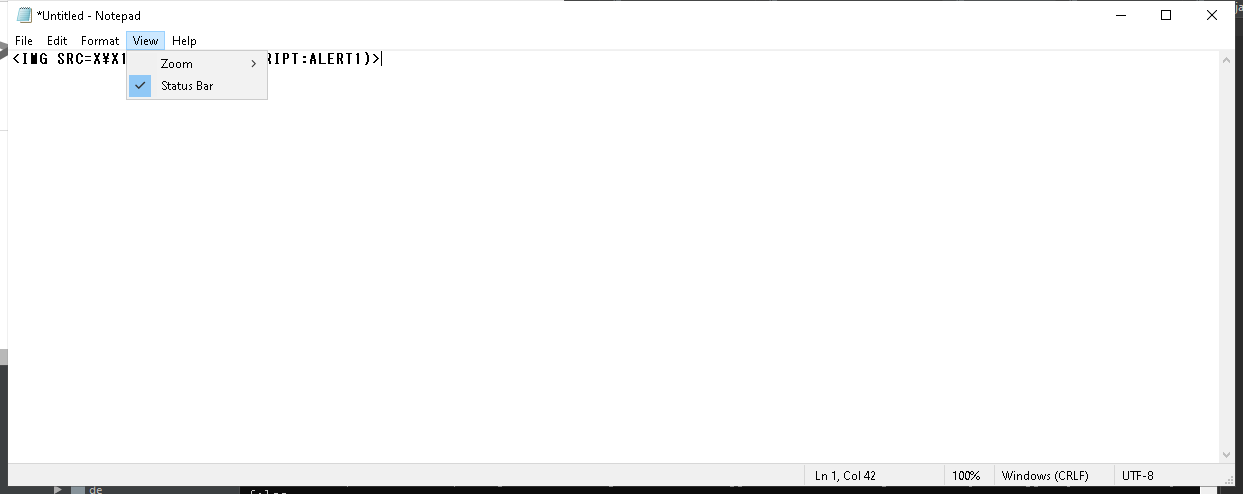 *Untitled - Notepad
File Edit Format View Help
<IMG SRC=X¥X1 RIPT:ALERT1)>
Zoom
Status Bar
Ln 1, Col 42 100% Windows (CRLF) UTF-8
de